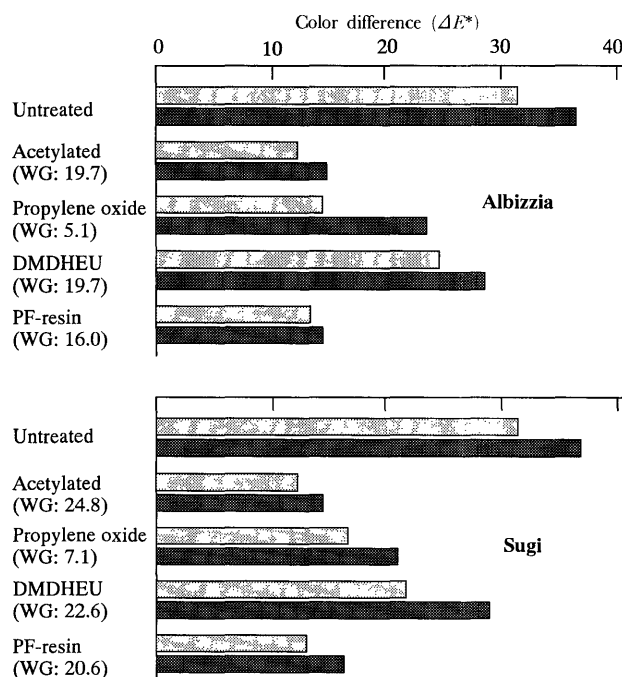 Color difference (ΔE*)
0 10 20 30 40
Untreated
Acetylated
(WG: 19.7)
Propylene oxide
(WG: 5.1)
Albizzia
DMDHEU
(WG: 19.7)
PF-resin
(WG: 16.0)
Untreated
Acetylated
(WG: 24.8)
Propylene oxide
(WG: 7.1)
Sugi
DMDHEU
(WG: 22.6)
PF-resin
(WG: 20.6)